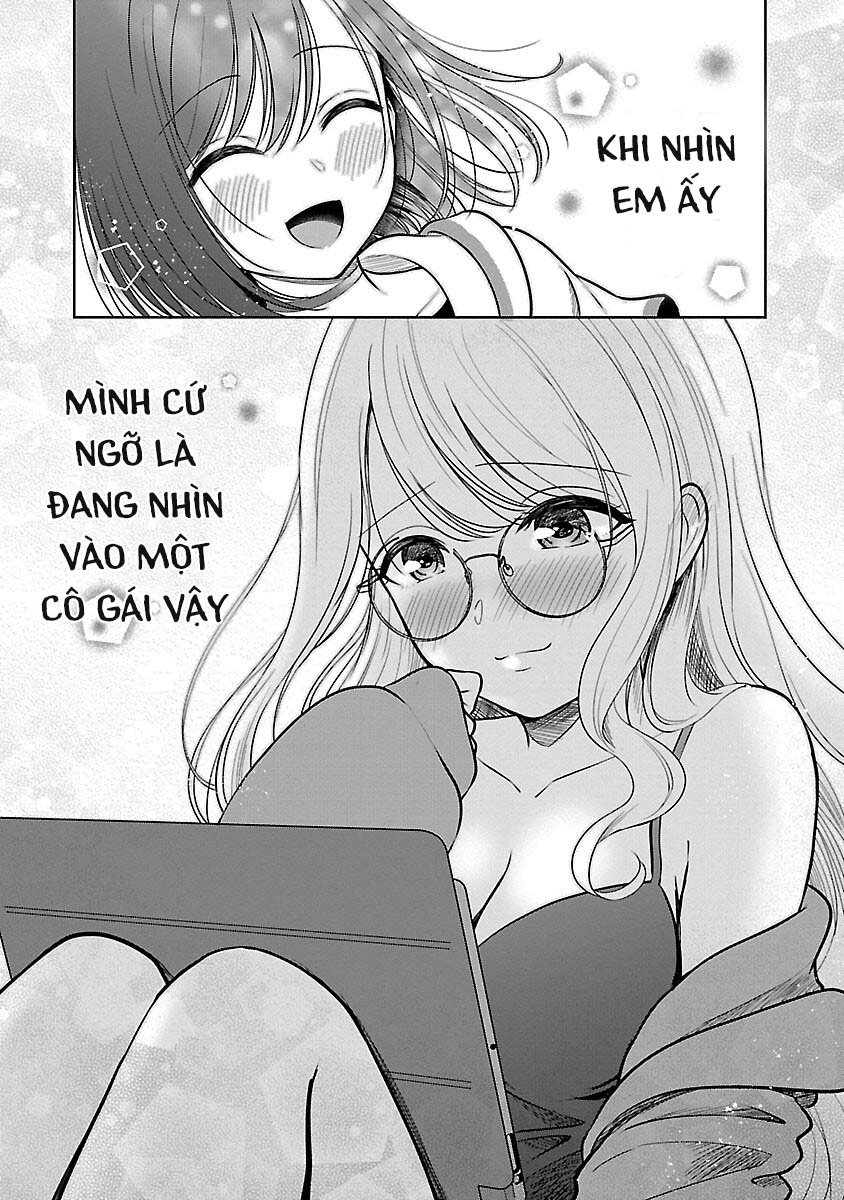 KHI NHÌN
EM ẤY
MÌNH CỨ
NGỠ LÀ
ĐANG NHÌN
VÀO MỘT
CÔ GÁI VẬY